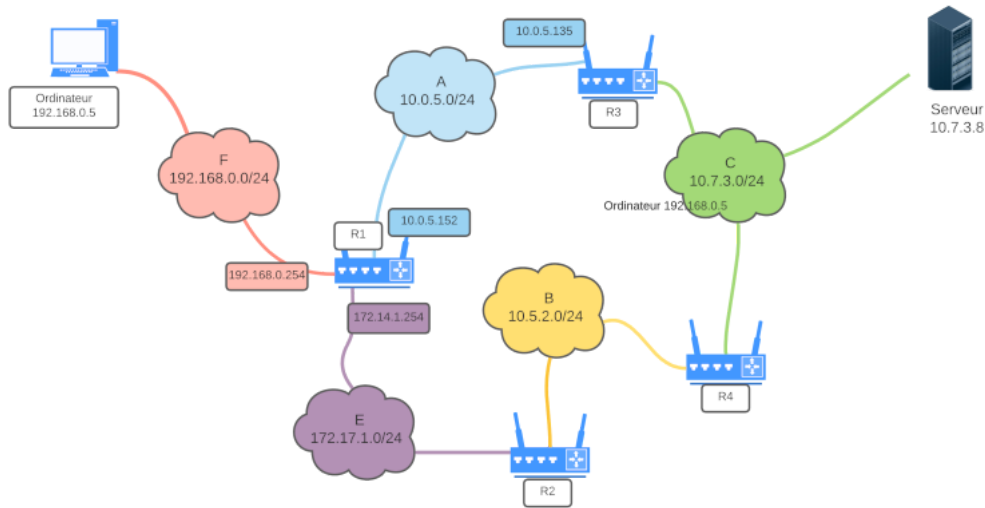 10.0.5.135
Ordinateur
192.168.0.5
A
10.0.5.0/24
R3
Serveur
10.7.3.8
F
192.168.0.0/24
C
10.7.3.0/24
Ordinateur 192.168.0.5
10.0.5.152
R1
192.168.0.254
172.14.1.254
B
10.5.2.0/24
R4
E
172.17.1.0/24
R2